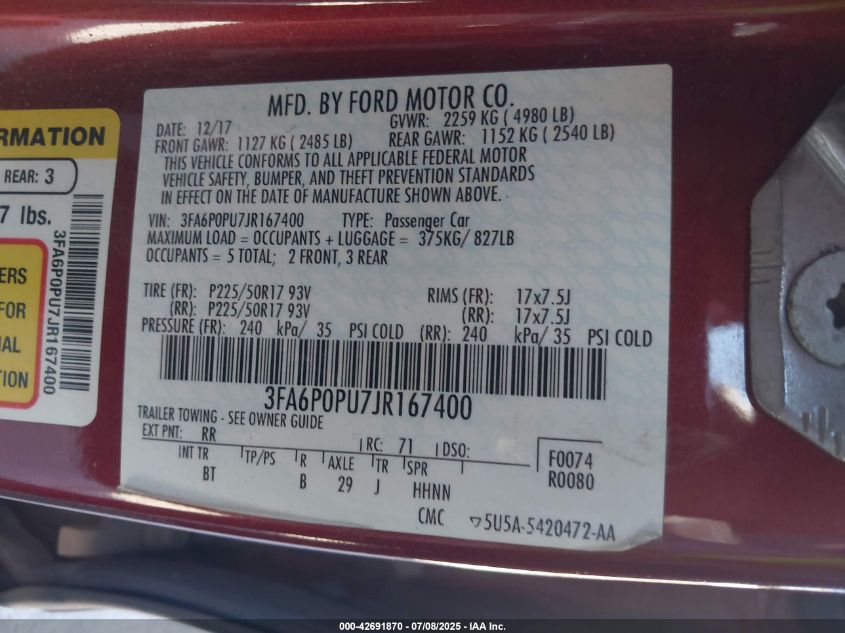 RMATION
REAR: 3
7 lbs.
3FA6P0PU7JR167400
ERS
FOR
AL
TION
MFD. BY FORD MOTOR CO.
DATE: 12/17 GVWR: 2259 KG ( 4980 LB)
FRONT GAWR: 1127 KG ( 2485 LB) REAR GAWR: 1152 KG ( 2540 LB)
THIS VEHICLE CONFORMS TO ALL APPLICABLE FEDERAL MOTOR
VEHICLE SAFETY, BUMPER, AND THEFT PREVENTION STANDARDS
IN EFFECT ON THE DATE OF MANUFACTURE SHOWN ABOVE.
VIN: 3FA6P0PU7JR167400 TYPE: Passenger Car
MAXIMUM LOAD = OCCUPANTS + LUGGAGE = 375KG/ 827LB
OCCUPANTS = 5 TOTAL; 2 FRONT, 3 REAR
TIRE (FR): P225/50R17 93V RIMS (FR): 17x7.5J
(RR): P225/50R17 93V (RR): 17x7.5J
PRESSURE (FR): 240 kPa/ 35 PSI COLD (RR): 240 kPa/ 35 PSI COLD
3FA6P0PU7JR167400
TRAILER TOWING - SEE OWNER GUIDE
EXT PNT: RR RC: 71 DSO: F0074
INT TR TP/PS R AXLE TR SPR R0080
BT B 29 J HHNN
CMC ▽5U5A-5420472-AA
000-42691870 - 07/08/2025 - IAA Inc.